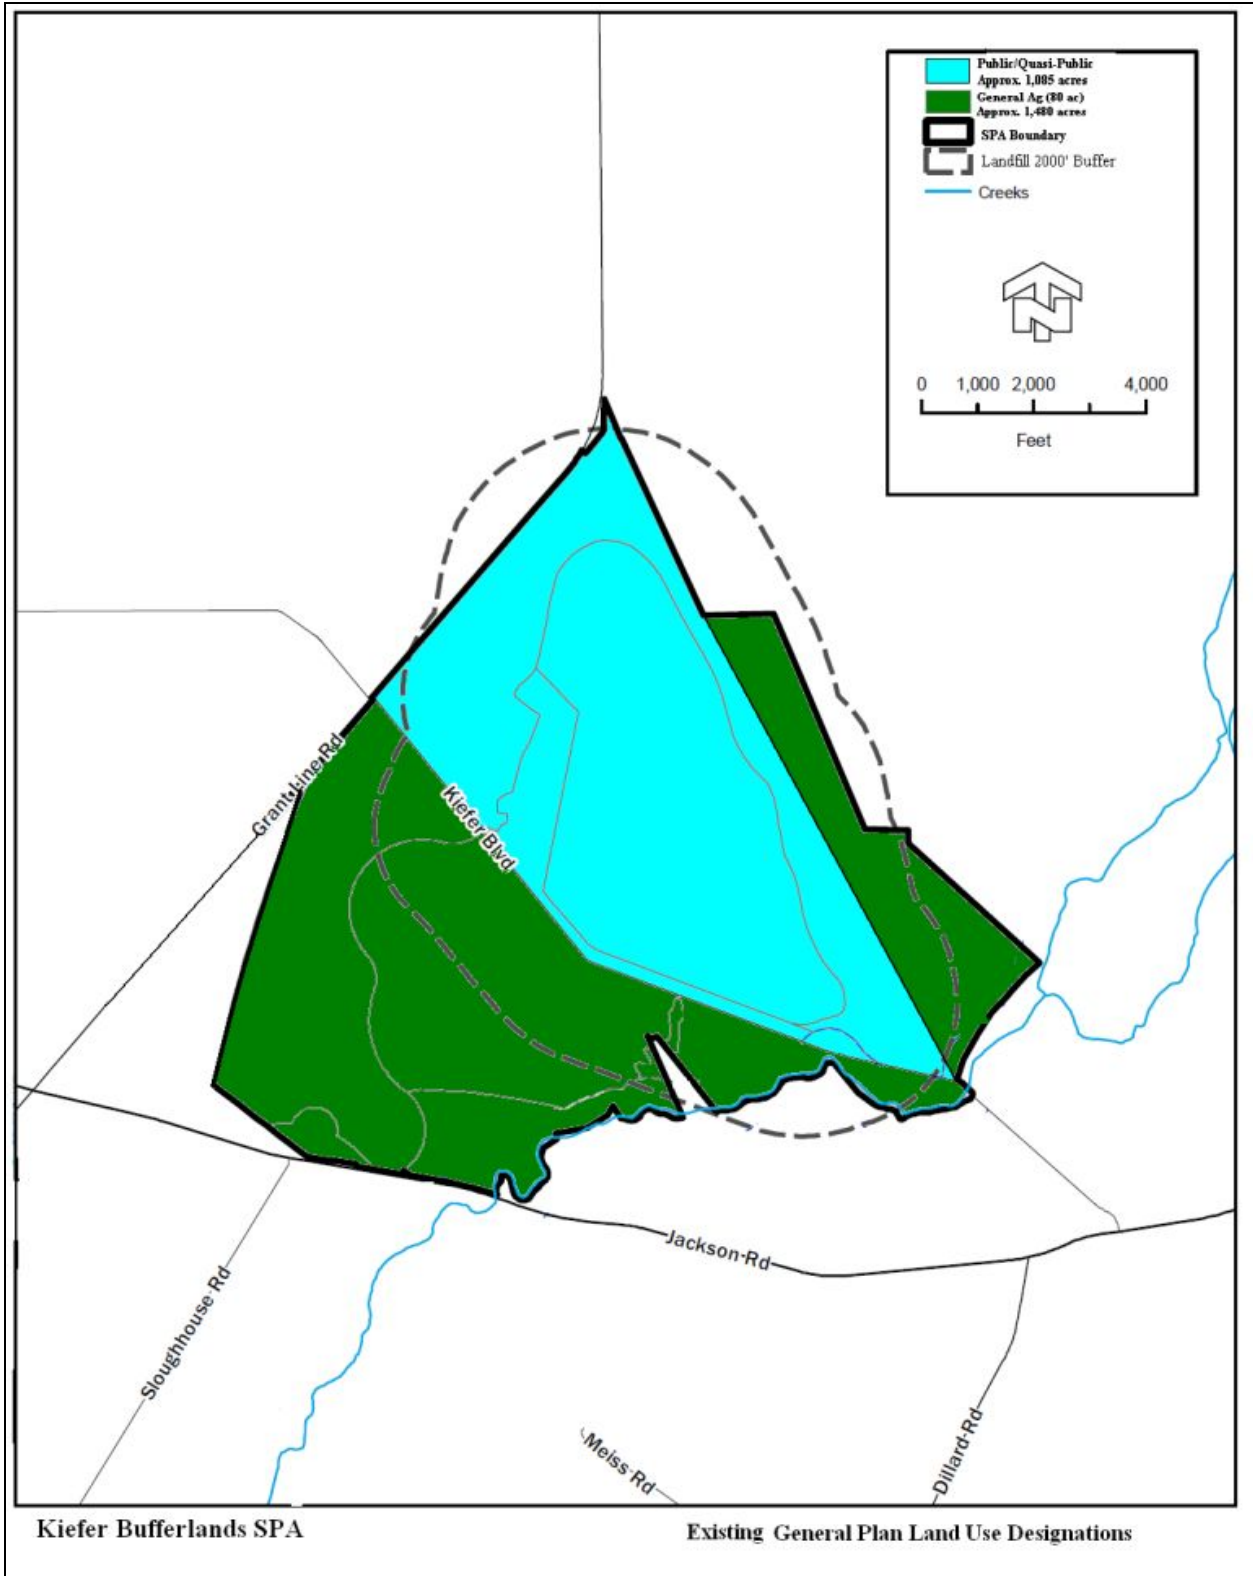 Public/Quasi-Public
Approx. 1,085 acres
General Ag (80 ac)
Approx. 1,480 acres
SPA Boundary
Landfill 2000' Buffer
Creeks
N
0 1,000 2,000 4,000
Feet
Grant Line Rd
Kiefer Blvd
Jackson Rd
Sloughhouse Rd
Meiss Rd
Dillard Rd
Kiefer Bufferlands SPA
Existing General Plan Land Use Designations